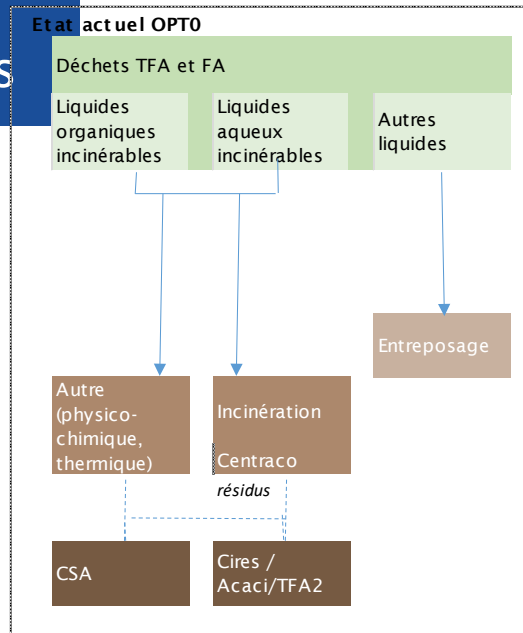 Etat actuel OPT0
S
Déchets TFA et FA
Liquides
organiques
incinérables
Liquides
aqueux
incinérables
Autres
liquides
Entreposage
Autre
(physico-
chimique,
thermique)
Incinération
Centraco
résidus
CSA
Cires /
Acaci/TFA2